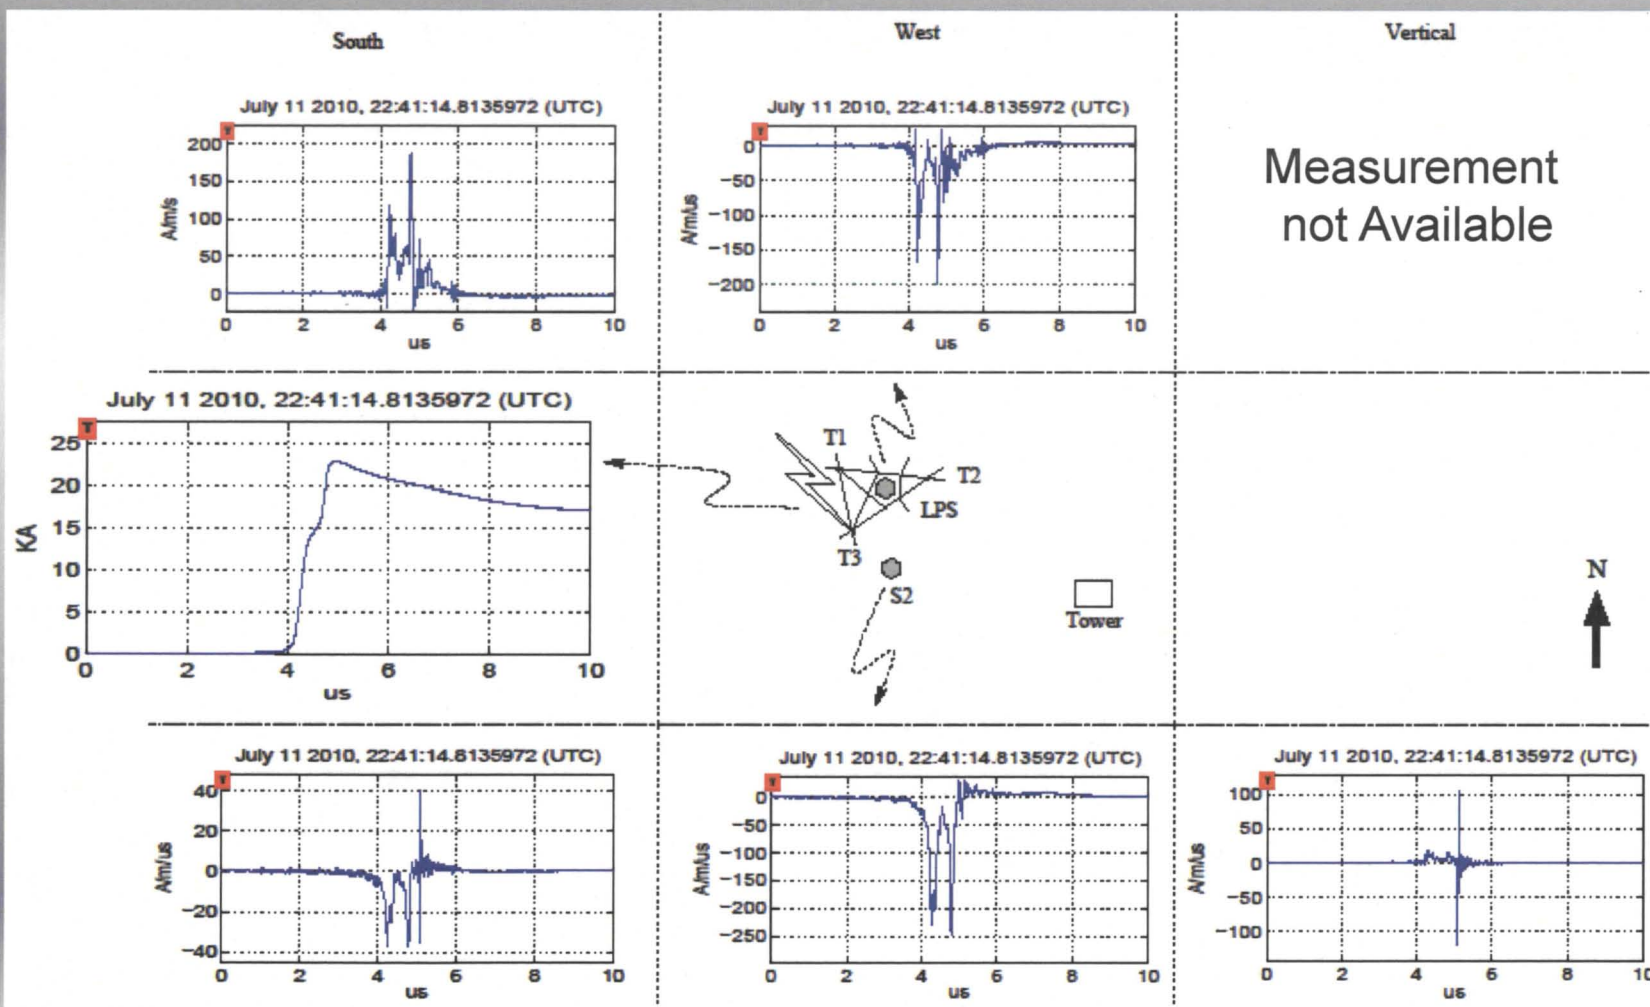 South
West
Vertical
July 11 2010, 22:41:14.8135972 (UTC)
T
200
150
100
50
0
A/m/s
0 2 4 6 8 10
us
July 11 2010, 22:41:14.8135972 (UTC)
T
0
−50
−100
−150
−200
A/m/us
0 2 4 6 8 10
us
Measurement
not Available
July 11 2010, 22:41:14.8135972 (UTC)
T
25
20
15
10
5
0
KA
0 2 4 6 8 10
us
T1
T2
LPS
T3
S2
Tower
N
July 11 2010, 22:41:14.8135972 (UTC)
T
40
20
0
−20
−40
A/m/us
0 2 4 6 8 10
us
July 11 2010, 22:41:14.8135972 (UTC)
T
0
−50
−100
−150
−200
−250
A/m/us
0 2 4 6 8 10
us
July 11 2010, 22:41:14.8135972 (UTC)
T
100
50
0
−50
−100
A/m/us
0 2 4 6 8 10
us